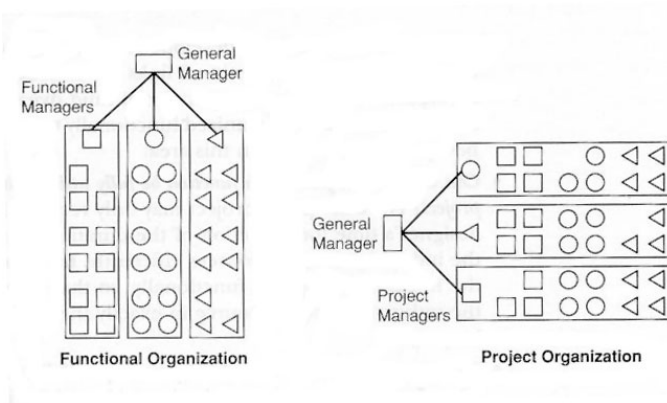 General
Manager
Functional
Managers
General
Manager
Project
Managers
Functional Organization
Project Organization